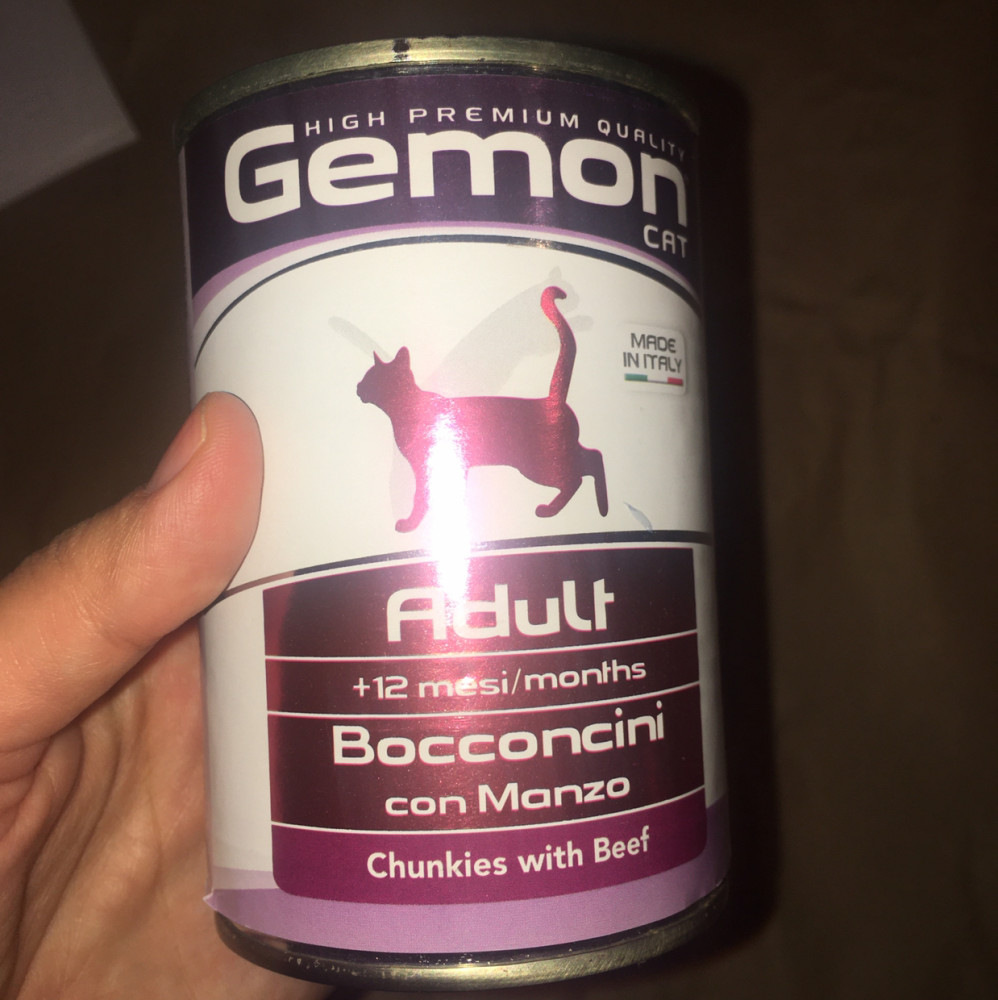 HIGH PREMIUM QUALITY
Gemon
CAT
MADE
IN ITALY
Adult
+12 mesi/months
Bocconcini
con Manzo
Chunkies with Beef